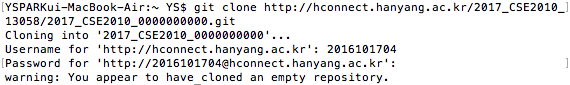 [YSPARKui-MacBook-Air:~ YS$ git clone http://hconnect.hanyang.ac.kr/2017_CSE2010_]
13058/2017_CSE2010_0000000000.git
Cloning into '2017_CSE2010_0000000000'...
Username for 'http://hconnect.hanyang.ac.kr': 2016101704
[Password for 'http://2016101704@hconnect.hanyang.ac.kr': ]
warning: You appear to have cloned an empty repository.